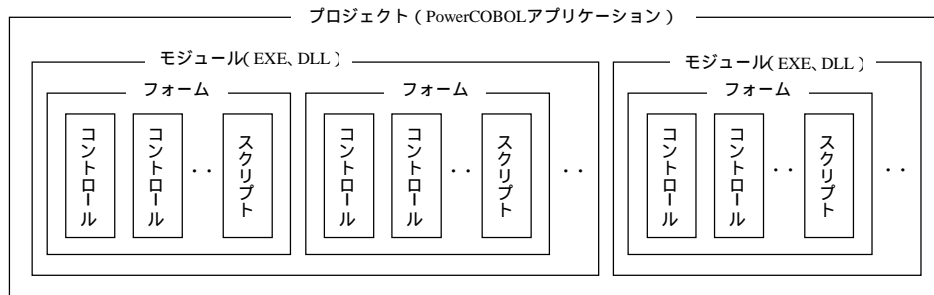 プロジェクト（PowerCOBOLアプリケーション）
モジュール（EXE、DLL）
モジュール（EXE、DLL）
フォーム
フォーム
フォーム
コントロール
コントロール
・・
スクリプト
コントロール
コントロール
・・
スクリプト
・・
コントロール
コントロール
・・
スクリプト
・・